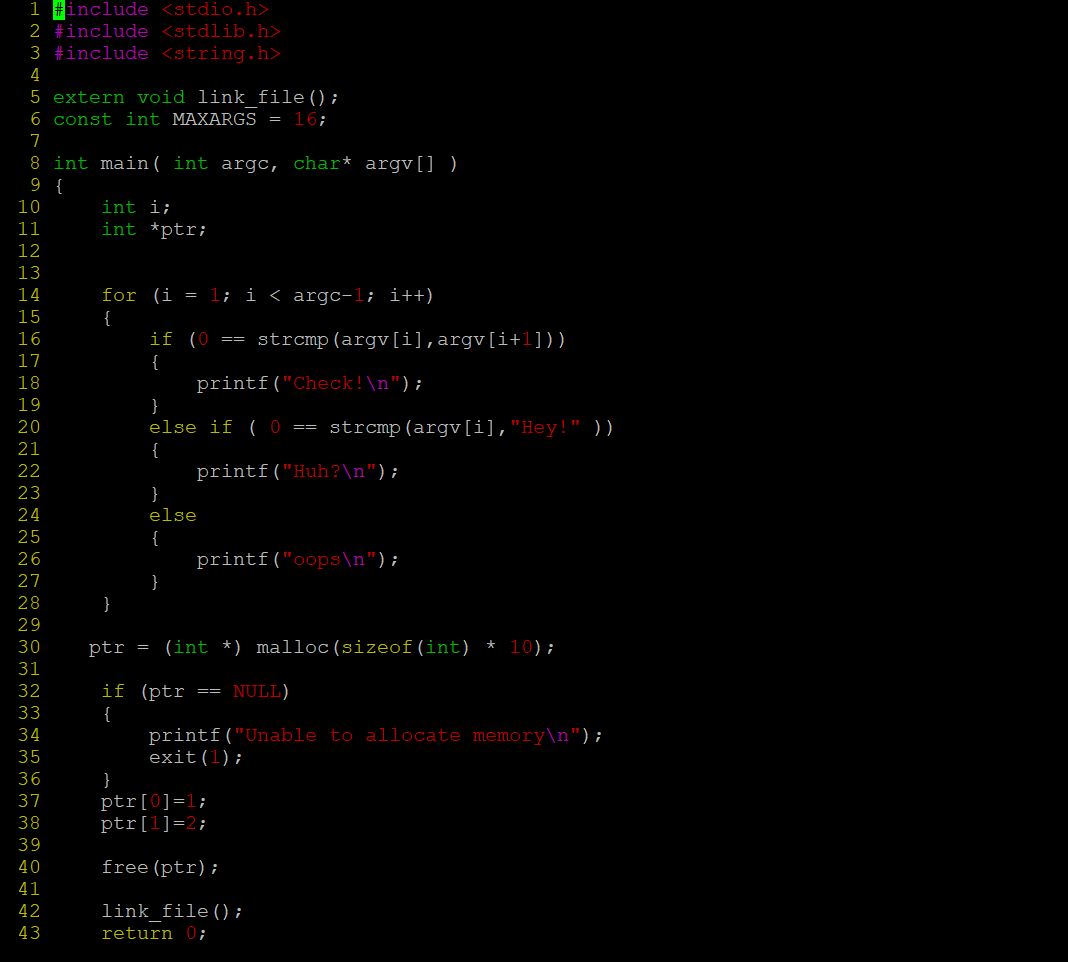 1 #include <stdio.h>
2 #include <stdlib.h>
3 #include <string.h>
4
5 extern void link_file();
6 const int MAXARGS = 16;
7
8 int main( int argc, char* argv[] )
9 {
10     int i;
11     int *ptr;
12
13
14     for (i = 1; i < argc-1; i++)
15     {
16         if (0 == strcmp(argv[i],argv[i+1]))
17         {
18             printf("Check!\n");
19         }
20         else if ( 0 == strcmp(argv[i],"Hey!" ))
21         {
22             printf("Huh?\n");
23         }
24         else
25         {
26             printf("oops\n");
27         }
28     }
29
30    ptr = (int *) malloc(sizeof(int) * 10);
31
32     if (ptr == NULL)
33     {
34         printf("Unable to allocate memory\n");
35         exit(1);
36     }
37     ptr[0]=1;
38     ptr[1]=2;
39
40     free(ptr);
41
42     link_file();
43     return 0;